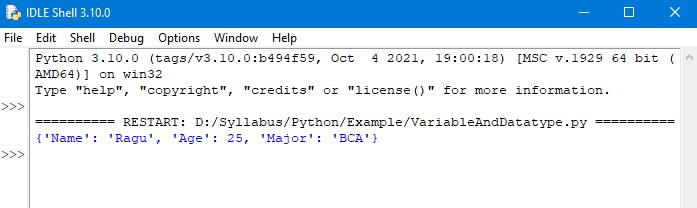 IDLE Shell 3.10.0
File Edit Shell Debug Options Window Help
Python 3.10.0 (tags/v3.10.0:b494f59, Oct  4 2021, 19:00:18) [MSC v.1929 64 bit (
AMD64)] on win32
Type "help", "copyright", "credits" or "license()" for more information.
>>>
========== RESTART: D:/Syllabus/Python/Example/VariableAndDatatype.py ==========
{'Name': 'Ragu', 'Age': 25, 'Major': 'BCA'}
>>>